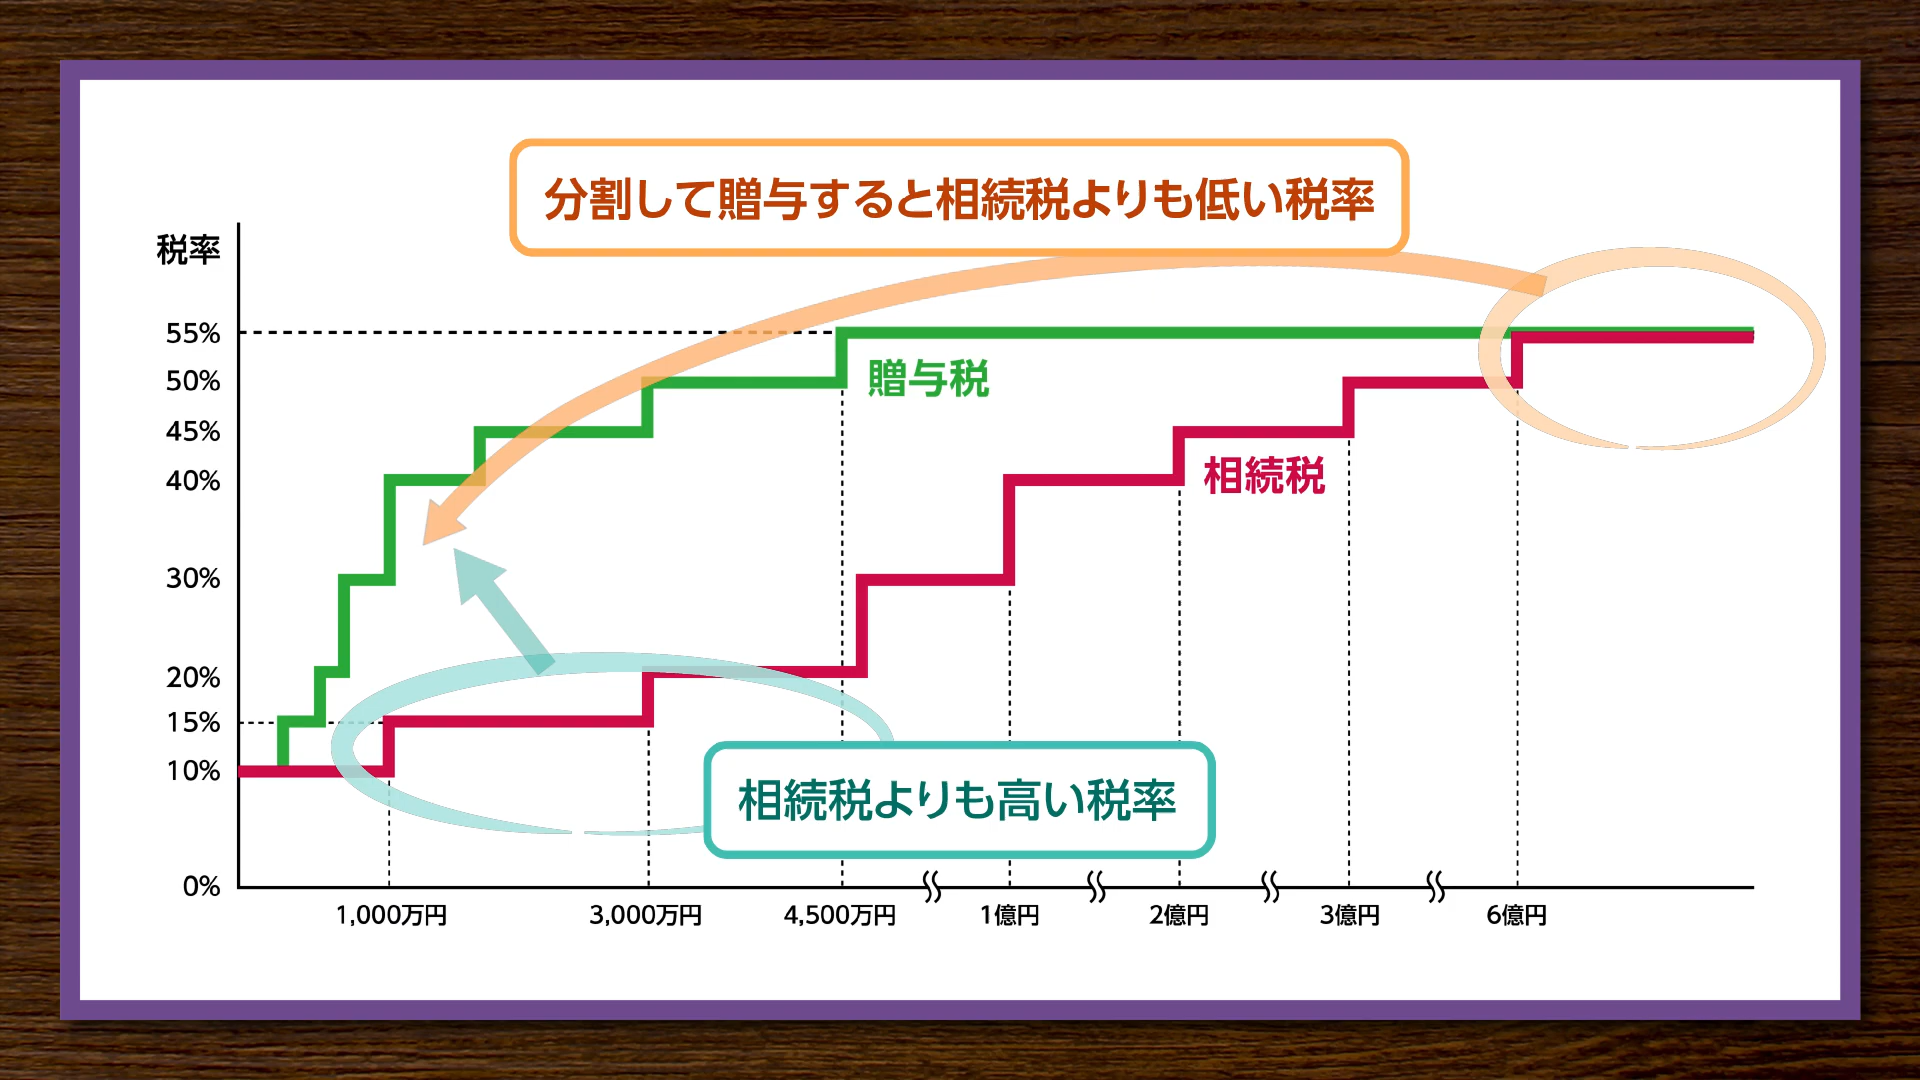 分割して贈与すると相続税よりも低い税率
税率
55%
50%
45%
40%
30%
20%
15%
10%
0%
贈与税
相続税
相続税よりも高い税率
1,000万円
3,000万円
4,500万円
1億円
2億円
3億円
6億円